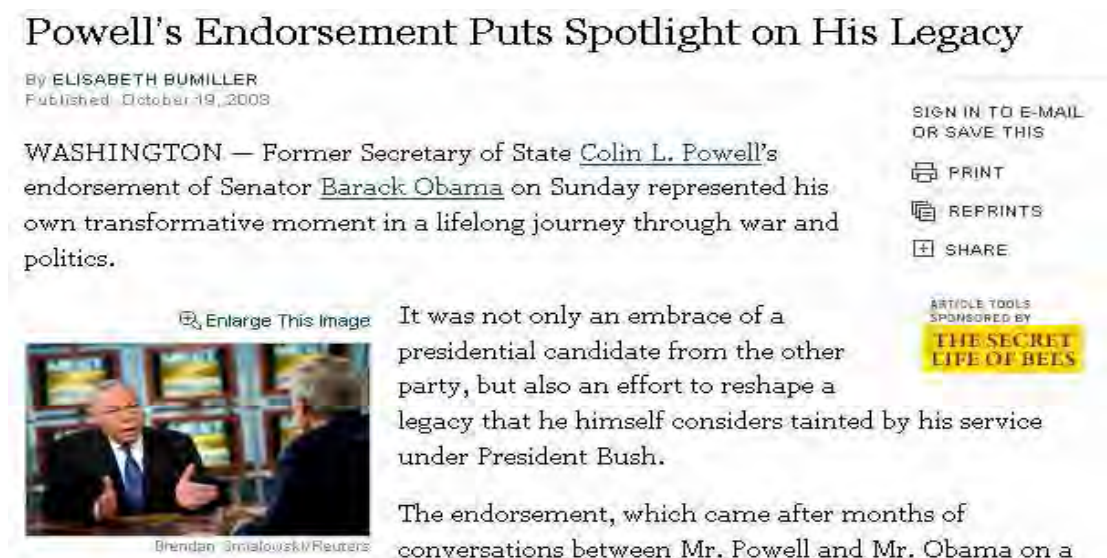 Powell's Endorsement Puts Spotlight on His Legacy
By ELISABETH BUMILLER
Published: October 19, 2008
SIGN IN TO E-MAIL
OR SAVE THIS
PRINT
REPRINTS
SHARE
WASHINGTON — Former Secretary of State Colin L. Powell's
endorsement of Senator Barack Obama on Sunday represented his
own transformative moment in a lifelong journey through war and
politics.
ARTICLE TOOLS
SPONSORED BY
THE SECRET
LIFE OF BEES
Enlarge This Image
It was not only an embrace of a
presidential candidate from the other
party, but also an effort to reshape a
legacy that he himself considers tainted by his service
under President Bush.
Brendan Smialowski/Reuters
The endorsement, which came after months of
conversations between Mr. Powell and Mr. Obama on a